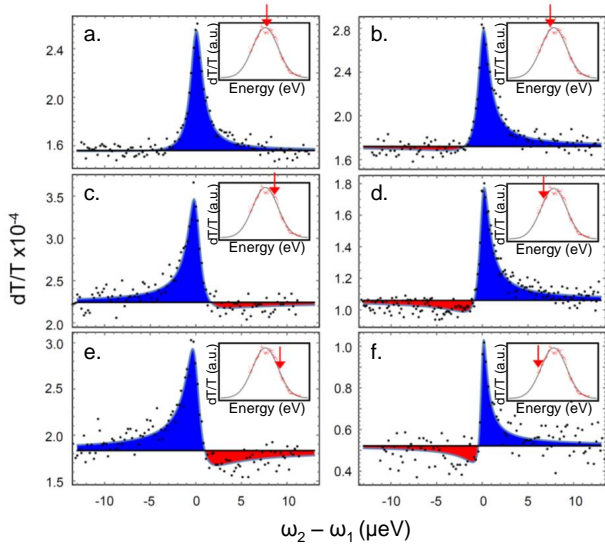 a.
2.4
2.0
1.6
dT/T (a.u.)
Energy (eV)
b.
2.8
2.4
2.0
1.6
dT/T (a.u.)
Energy (eV)
c.
3.5
3.0
2.5
2.0
dT/T (a.u.)
Energy (eV)
d.
1.8
1.6
1.4
1.2
1.0
dT/T (a.u.)
Energy (eV)
dT/T x10-4
e.
3.0
2.5
2.0
1.5
dT/T (a.u.)
Energy (eV)
-10 -5 0 5 10
f.
1.0
0.8
0.6
0.4
dT/T (a.u.)
Energy (eV)
-10 -5 0 5 10
ω2 – ω1 (μeV)